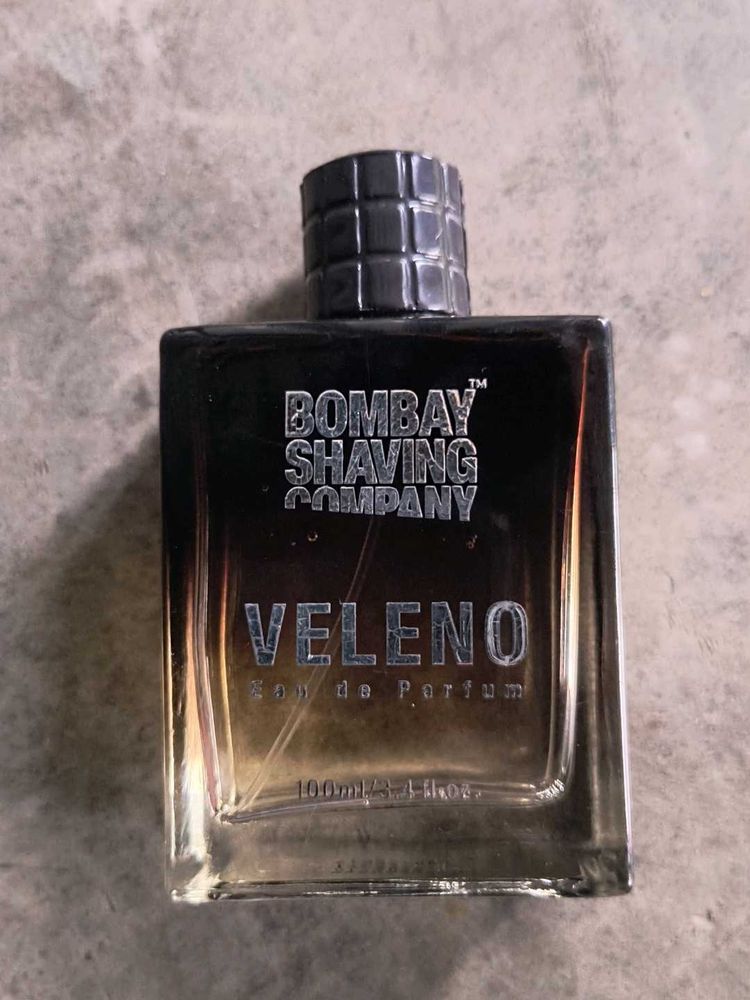 BOMBAY™
SHAVING
COMPANY
VELENO
Eau de Parfum
100ml/3.4 fl.oz.